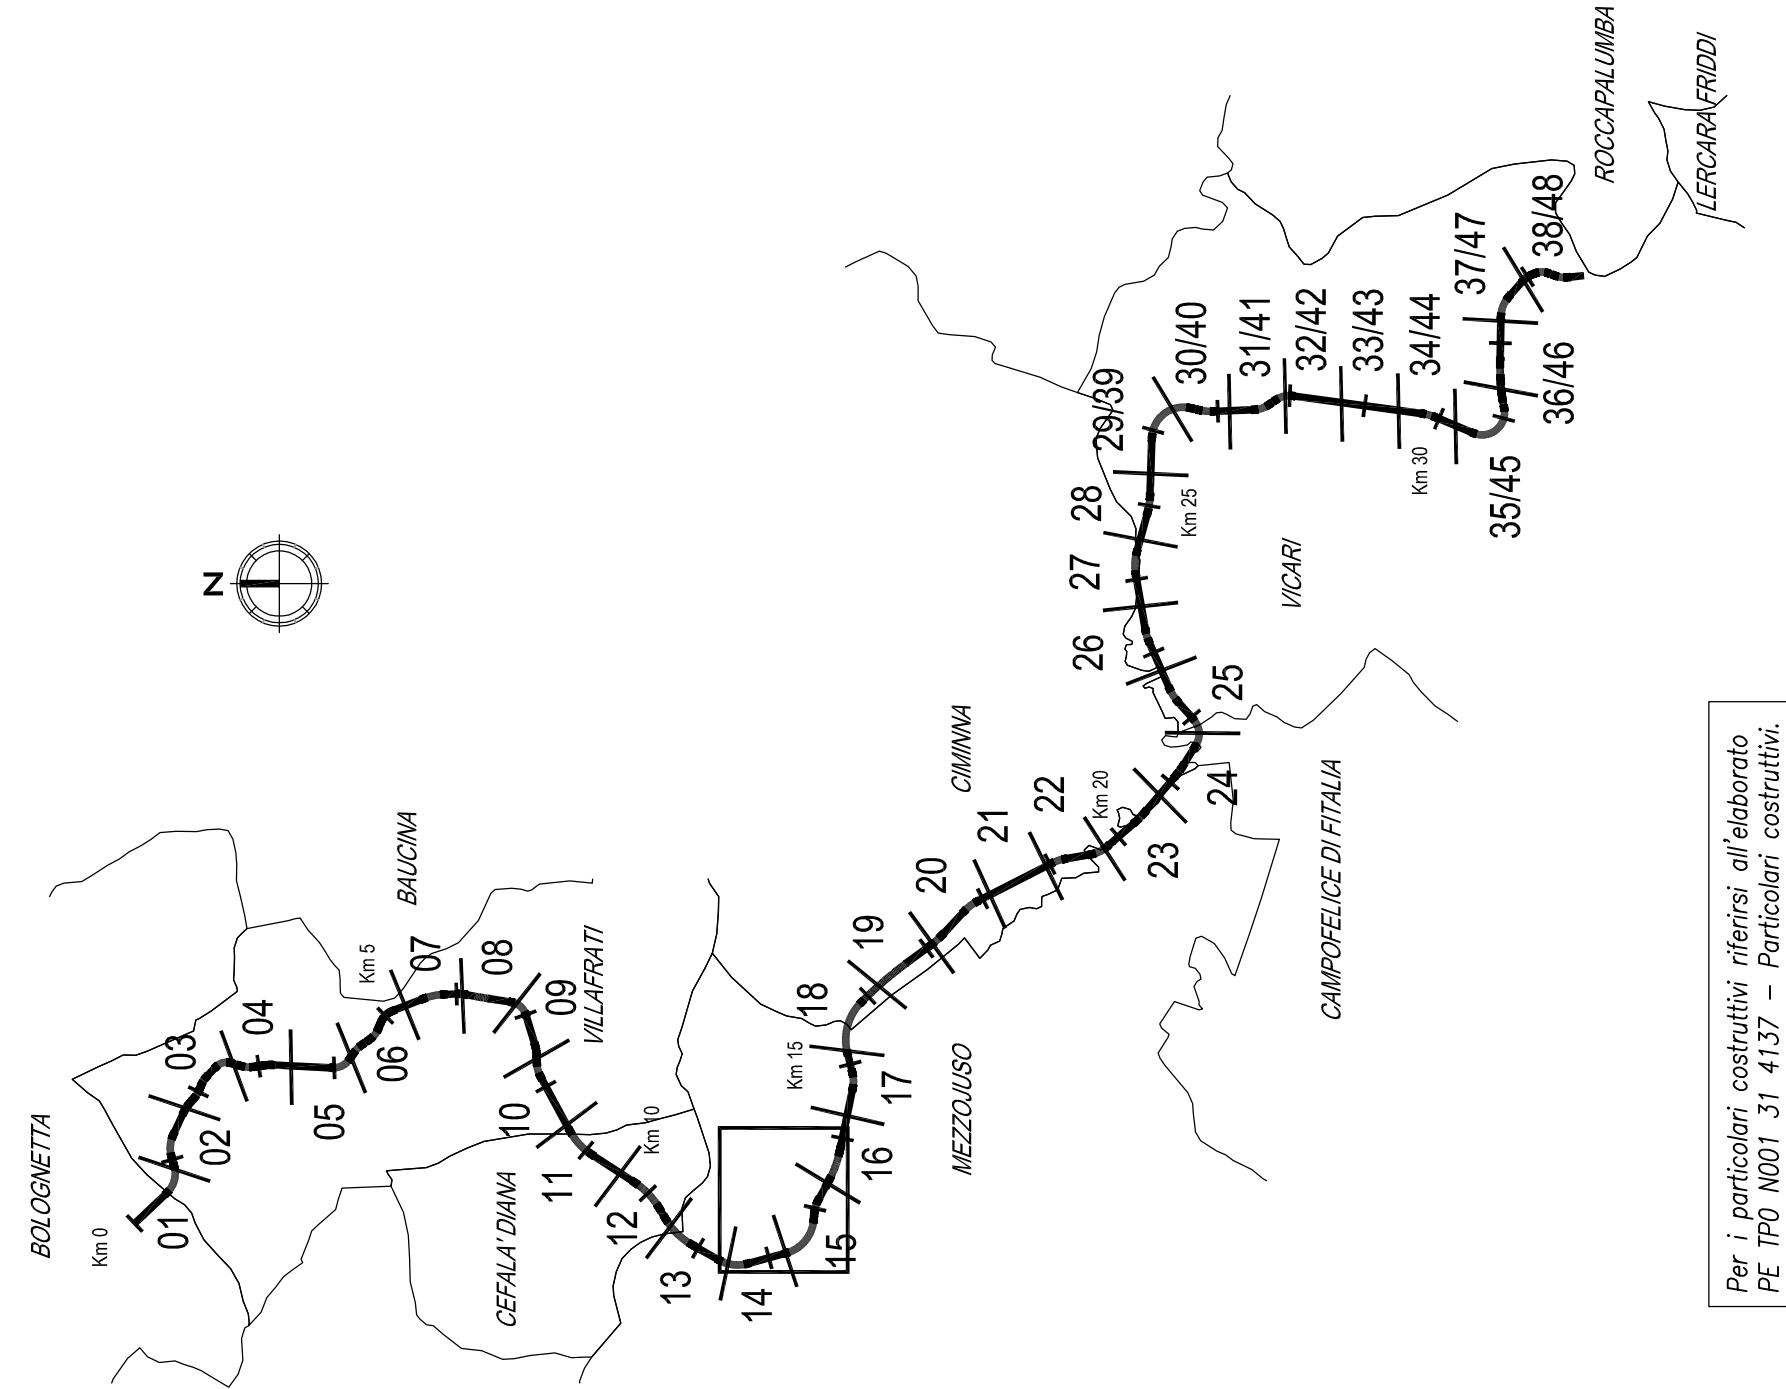 BOLOGNETTA
Km 0
01
02
03
04
05
06
Km 5
07
BAUCINA
08
09
VILLAFRATI
10
11
CEFALA' DIANA
12
Km 10
13
14
15
16
17
Km 15
18
MEZZOJUSO
19
20
CIMINNA
21
22
Km 20
23
24
CAMPOFELICE DI FITALIA
25
26
27
28
Km 25
VICARI
29/39
30/40
31/41
32/42
33/43
34/44
Km 30
35/45
36/46
37/47
38/48
ROCCAPALUMBA
LERCARA FRIDDI
N
Per i particolari costruttivi riferirsi all'elaborato
PE TP0 N001 31 4137 – Particolari costruttivi.